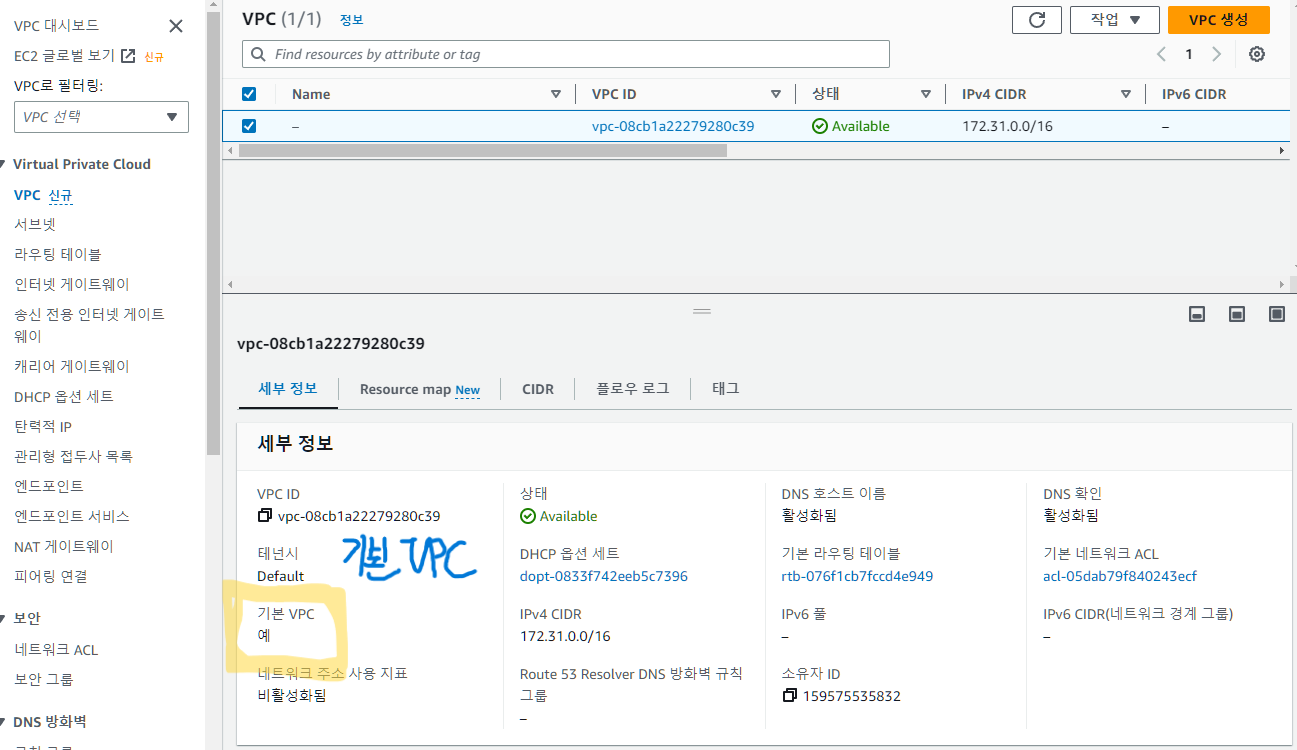 VPC 대시보드
EC2 글로벌 보기 신규
VPC로 필터링:
VPC 선택
Virtual Private Cloud
VPC 신규
서브넷
라우팅 테이블
인터넷 게이트웨이
송신 전용 인터넷 게이트
웨이
캐리어 게이트웨이
DHCP 옵션 세트
탄력적 IP
관리형 접두사 목록
엔드포인트
엔드포인트 서비스
NAT 게이트웨이
피어링 연결
보안
네트워크 ACL
보안 그룹
DNS 방화벽
VPC (1/1) 정보
작업
VPC 생성
Find resources by attribute or tag
1
Name VPC ID 상태 IPv4 CIDR IPv6 CIDR
– vpc-08cb1a22279280c39 Available 172.31.0.0/16 –
vpc-08cb1a22279280c39
세부 정보 Resource map New CIDR 플로우 로그 태그
세부 정보
VPC ID
vpc-08cb1a22279280c39
상태
Available
DNS 호스트 이름
활성화됨
DNS 확인
활성화됨
테넌시
Default
기본 VPC
DHCP 옵션 세트
dopt-0833f742eeb5c7396
기본 라우팅 테이블
rtb-076f1cb7fccd4e949
기본 네트워크 ACL
acl-05dab79f840243ecf
기본 VPC
예
IPv4 CIDR
172.31.0.0/16
IPv6 풀
–
IPv6 CIDR(네트워크 경계 그룹)
–
네트워크 주소 사용 지표
비활성화됨
Route 53 Resolver DNS 방화벽 규칙
그룹
–
소유자 ID
159575535832